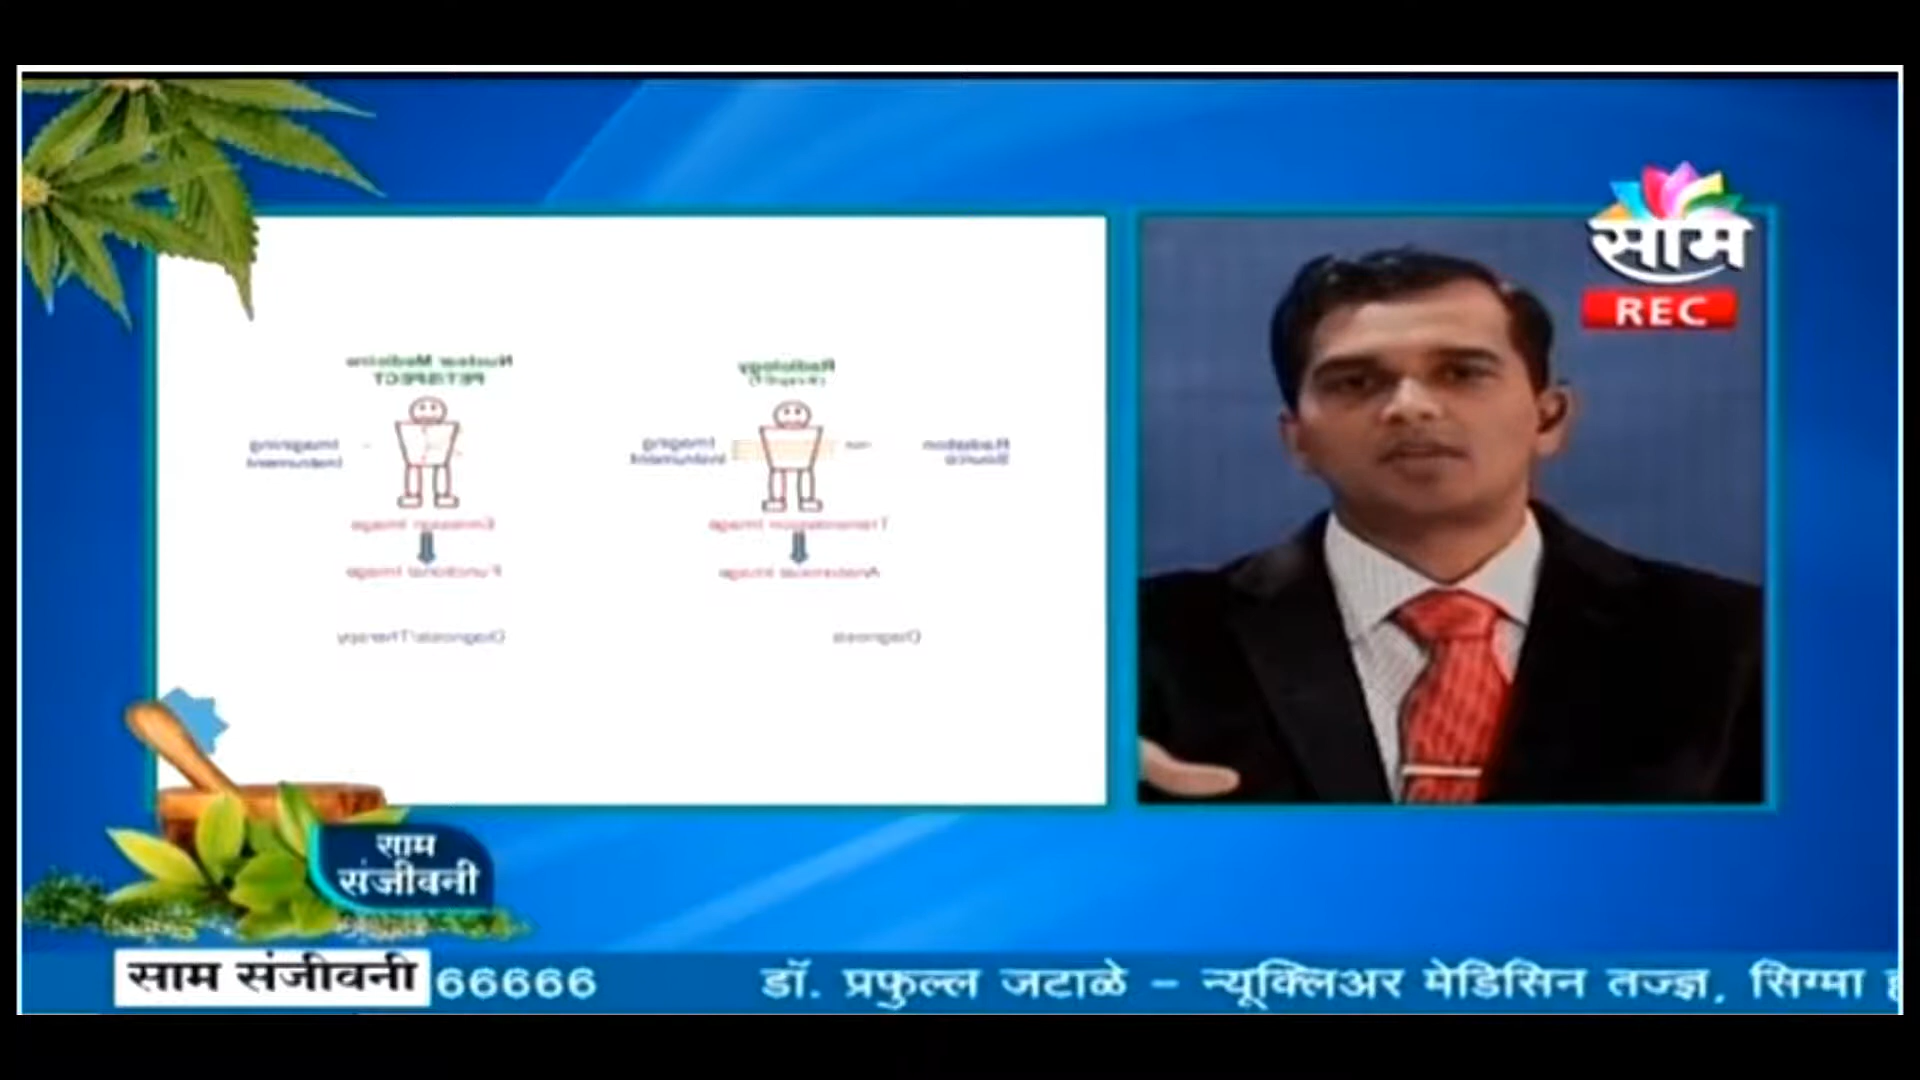 साम
REC
Nuclear Medicine
PET/SPECT
Radiology
Imagining
Instrument
Imaging
Instrument
Radiation
Source
Emission Image
Transmission Image
Functional Image
Anatomical Image
Diagnosis/Therapy
Diagnosis
साम
संजीवनी
साम संजीवनी 66666 डॉ. प्रफुल्ल जटाळे – न्यूक्लिअर मेडिसिन तज्ज्ञ, सिग्मा